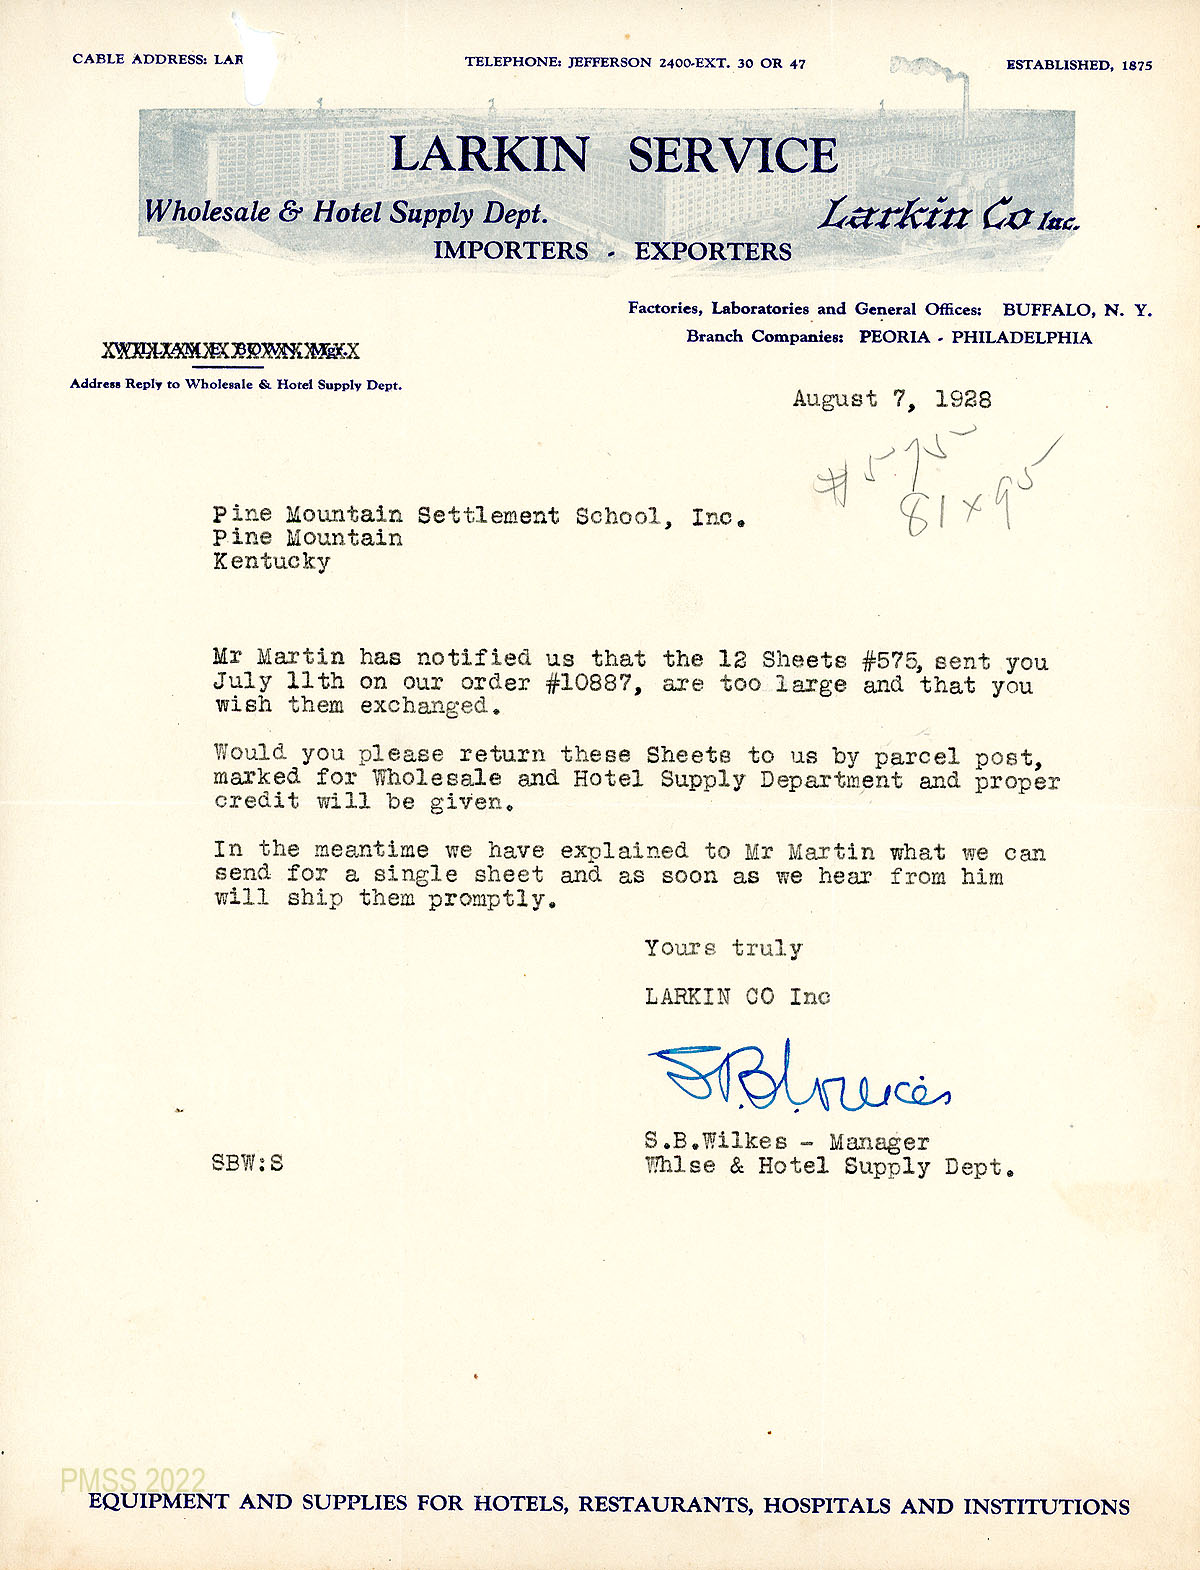 CABLE ADDRESS: LAR
TELEPHONE: JEFFERSON 2400-EXT. 30 OR 47
ESTABLISHED, 1875
LARKIN SERVICE
Wholesale & Hotel Supply Dept.
Larkin Co Inc.
IMPORTERS - EXPORTERS
Factories, Laboratories and General Offices: BUFFALO, N. Y.
Branch Companies: PEORIA - PHILADELPHIA
WILLIAM E. BOWN, Mgr.
Address Reply to Wholesale & Hotel Supply Dept.
August 7, 1928
#575
81 x 95
Pine Mountain Settlement School, Inc.
Pine Mountain
Kentucky
Mr Martin has notified us that the 12 Sheets #575, sent you
July 11th on our order #10887, are too large and that you
wish them exchanged.
Would you please return these Sheets to us by parcel post,
marked for Wholesale and Hotel Supply Department and proper
credit will be given.
In the meantime we have explained to Mr Martin what we can
send for a single sheet and as soon as we hear from him
will ship them promptly.
Yours truly
LARKIN CO Inc
S.B.Wilkes
S.B.Wilkes - Manager
SBW:S
Whlse & Hotel Supply Dept.
PMSS 2022
EQUIPMENT AND SUPPLIES FOR HOTELS, RESTAURANTS, HOSPITALS AND INSTITUTIONS